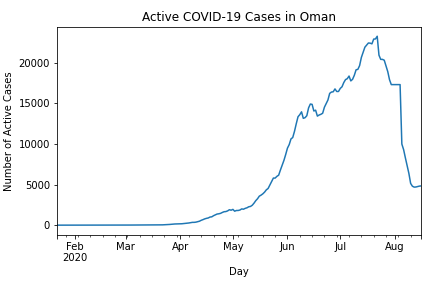 Active COVID-19 Cases in Oman
Number of Active Cases
20000
15000
10000
5000
0
Feb Mar Apr May Jun Jul Aug
2020
Day